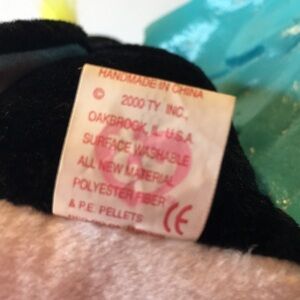 HANDMADE IN CHINA
© 2000 TY INC.,
OAKBROOK, IL. U.S.A.
SURFACE WASHABLE
ALL NEW MATERIAL
POLYESTER FIBER
& P.E. PELLETS
CE